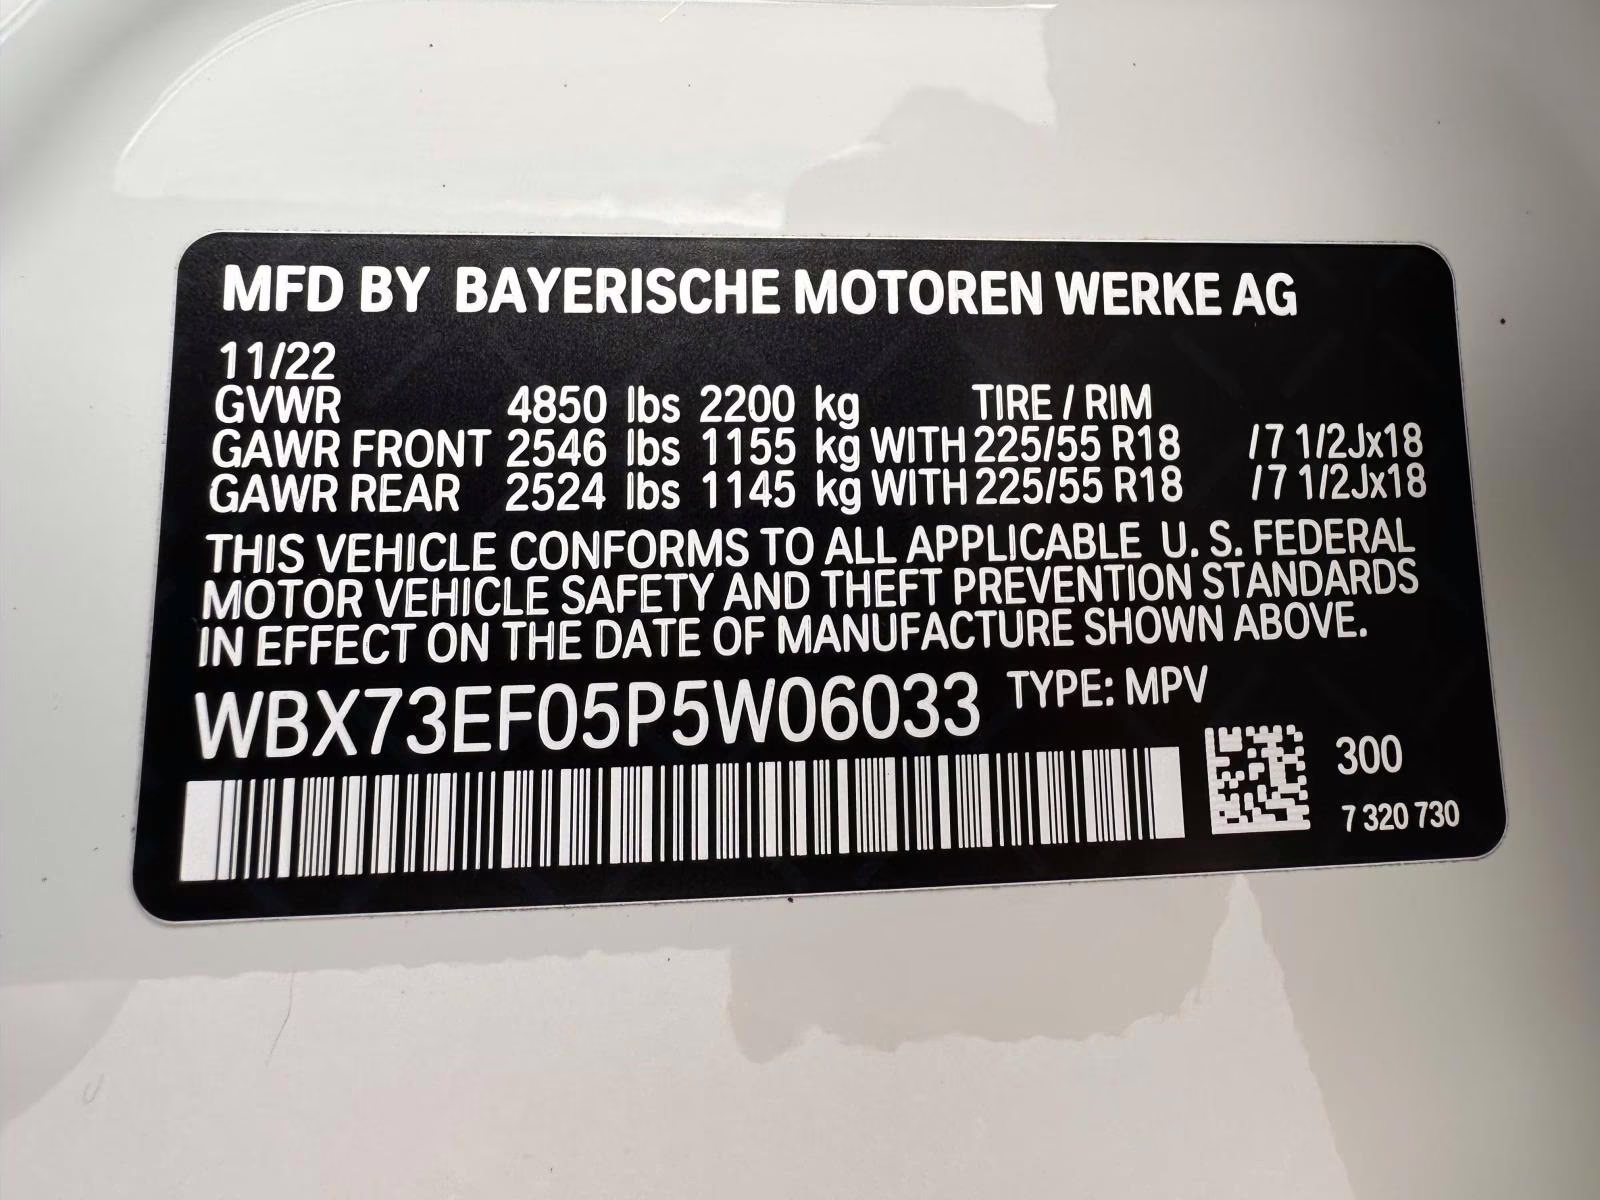 MFD BY BAYERISCHE MOTOREN WERKE AG
11/22
GVWR 4850 lbs 2200 kg TIRE / RIM
GAWR FRONT 2546 lbs 1155 kg WITH 225/55 R18 /7 1/2Jx18
GAWR REAR 2524 lbs 1145 kg WITH 225/55 R18 /7 1/2Jx18
THIS VEHICLE CONFORMS TO ALL APPLICABLE U. S. FEDERAL
MOTOR VEHICLE SAFETY AND THEFT PREVENTION STANDARDS
IN EFFECT ON THE DATE OF MANUFACTURE SHOWN ABOVE.
WBX73EF05P5W06033 TYPE: MPV
300
7 320 730